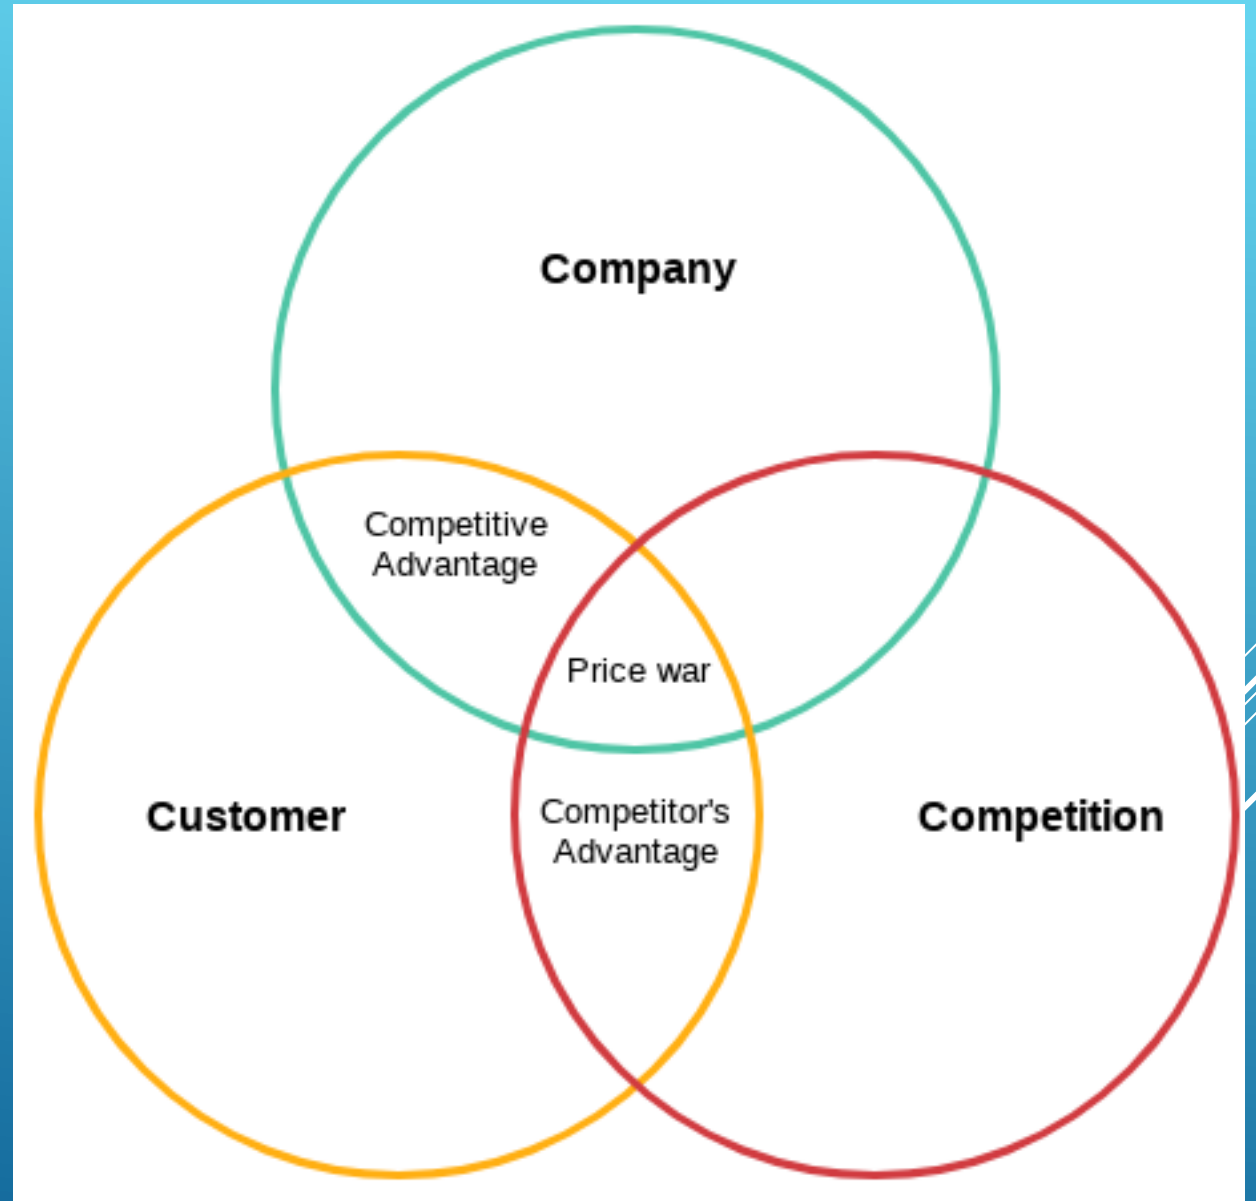 Company
Competitive
Advantage
Price war
Customer
Competitor's
Advantage
Competition